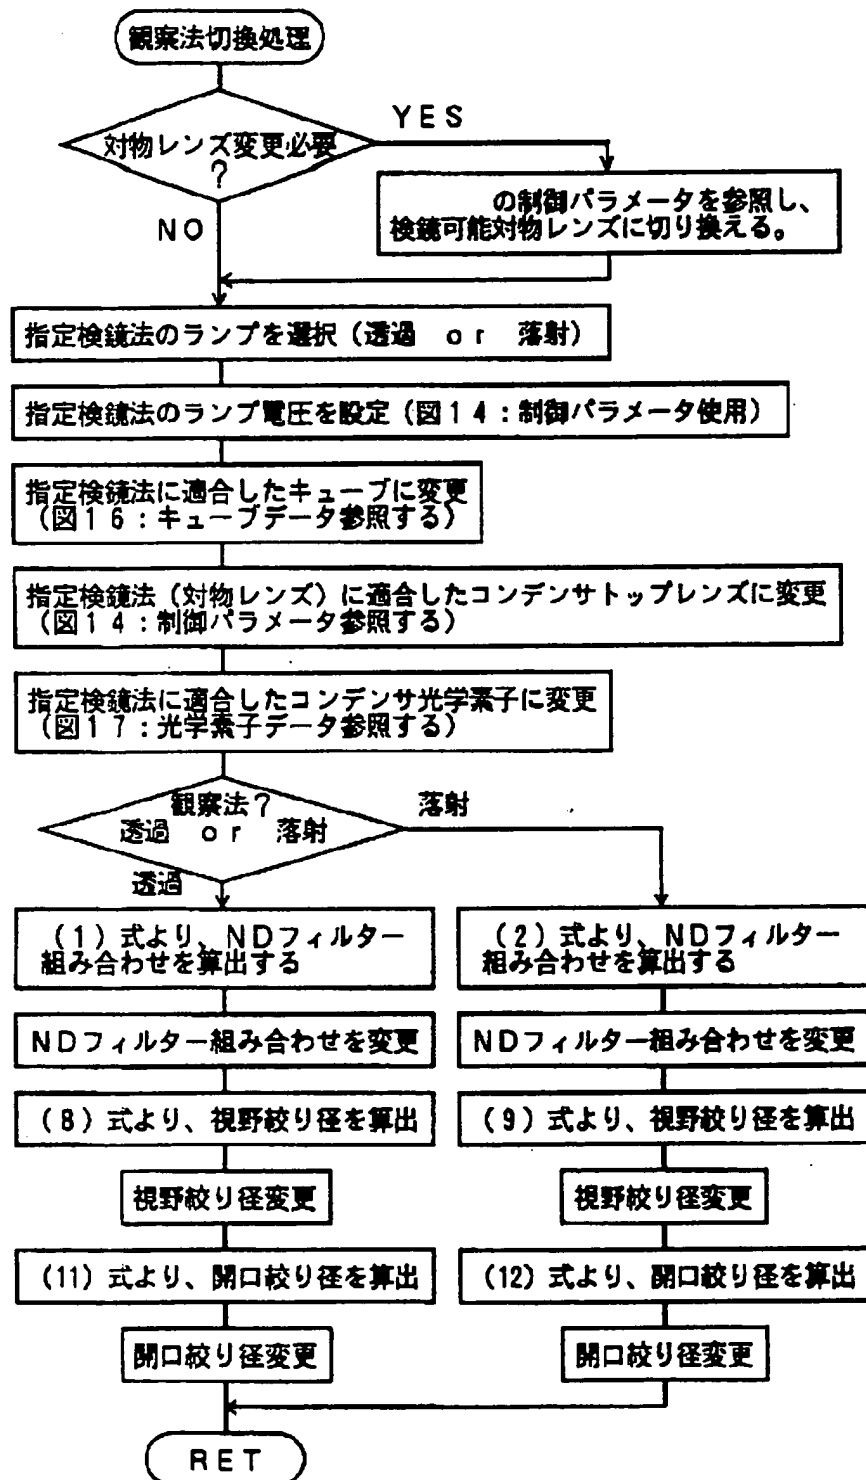 観察法切換処理
対物レンズ変更必要
?
YES
NO
の制御パラメータを参照し、
検鏡可能対物レンズに切り換える。
指定検鏡法のランプを選択(透過 or 落射)
指定検鏡法のランプ電圧を設定(図14:制御パラメータ使用)
指定検鏡法に適合したキューブに変更
(図16:キューブデータ参照する)
指定検鏡法(対物レンズ)に適合したコンデンサトップレンズに変更
(図14:制御パラメータ参照する)
指定検鏡法に適合したコンデンサ光学素子に変更
(図17:光学素子データ参照する)
観察法?
透過 or 落射
落射
透過
(1)式より、NDフィルター
組み合わせを算出する
NDフィルター組み合わせを変更
(8)式より、視野絞り径を算出
視野絞り径変更
(11)式より、開口絞り径を算出
開口絞り径変更
(2)式より、NDフィルター
組み合わせを算出する
NDフィルター組み合わせを変更
(9)式より、視野絞り径を算出
視野絞り径変更
(12)式より、開口絞り径を算出
開口絞り径変更
RET